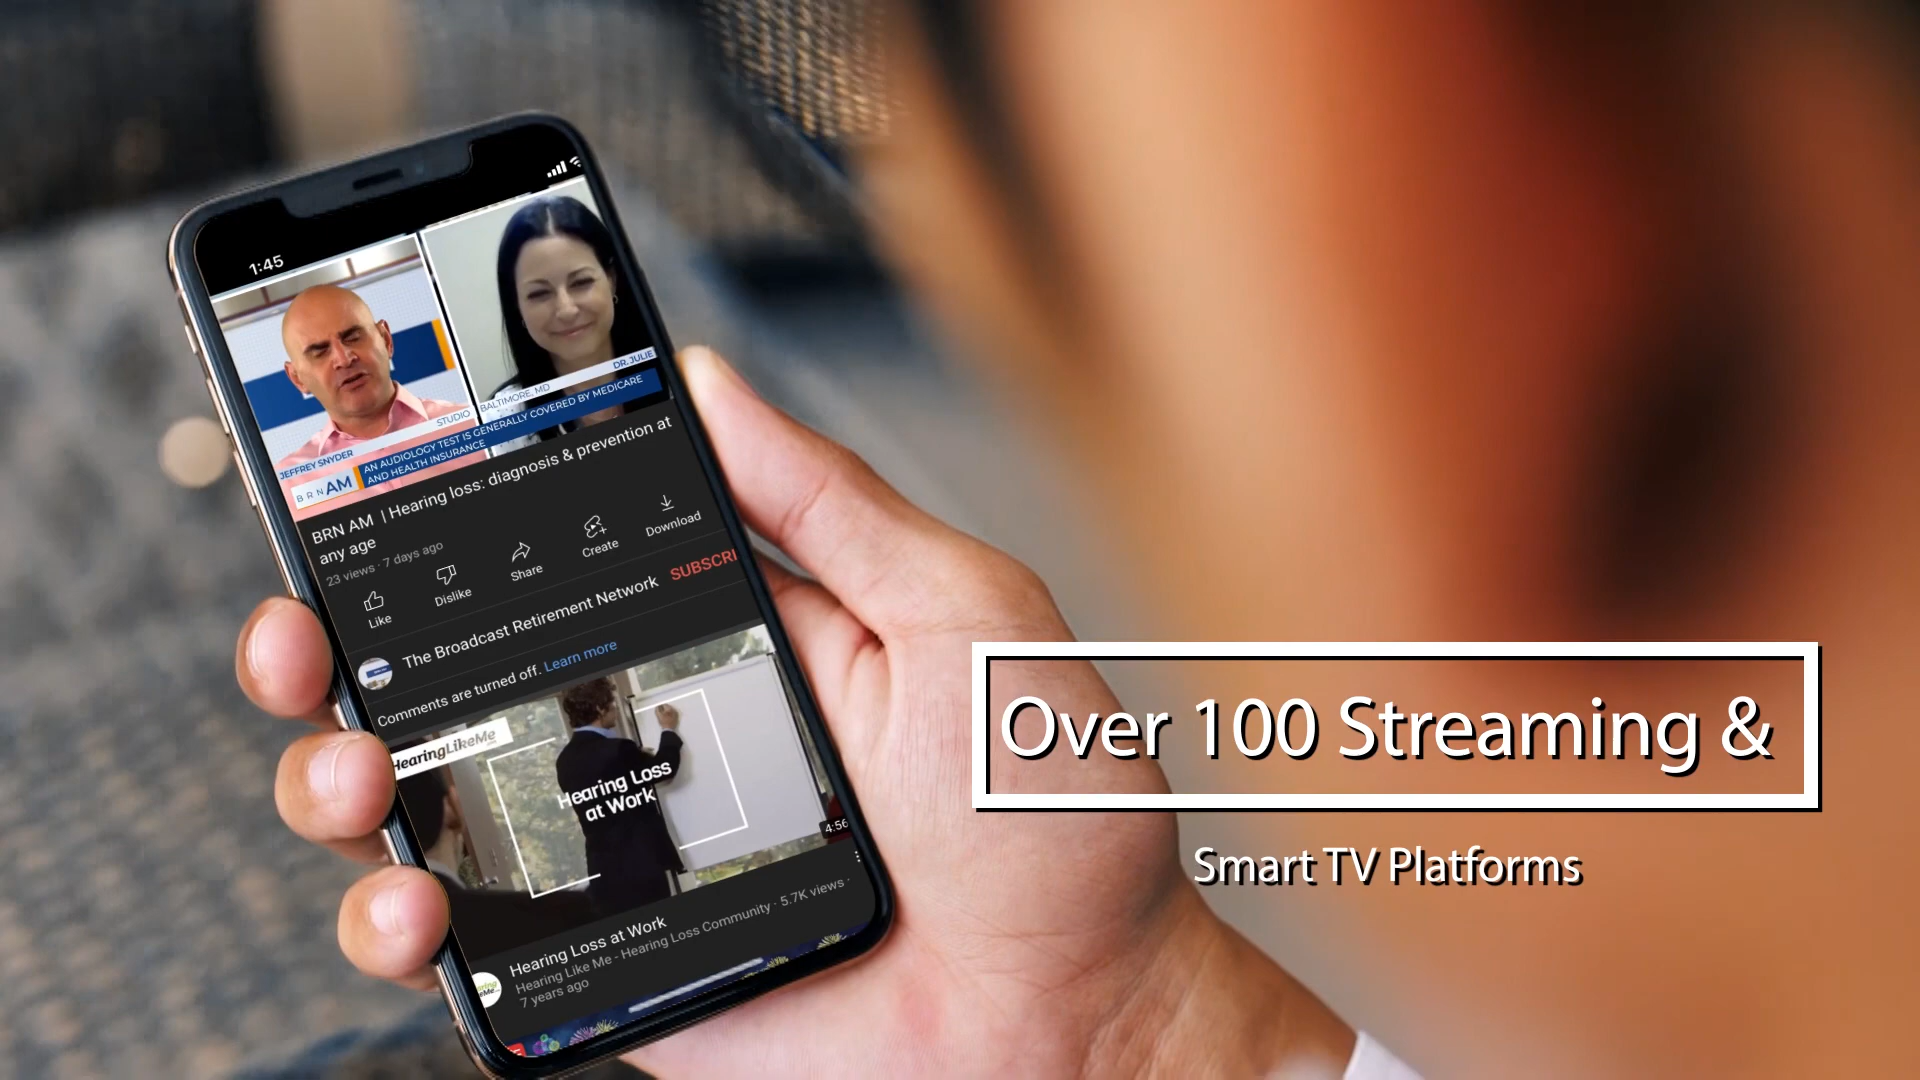 1:45
JEFFREY SNYDER
STUDIO
BALTIMORE, MD
DR. JULIE
BRN AM
AN AUDIOLOGY TEST IS GENERALLY COVERED BY MEDICARE
AND HEALTH INSURANCE
BRN AM | Hearing loss: diagnosis & prevention at
any age
23 views · 7 days ago
Like
Dislike
Share
Create
Download
The Broadcast Retirement Network
SUBSCRI
Comments are turned off. Learn more
HearingLikeMe
Hearing Loss
at Work
4:56
Hearing Loss at Work
Hearing Like Me - Hearing Loss Community · 5.7K views ·
7 years ago
Over 100 Streaming &
Smart TV Platforms